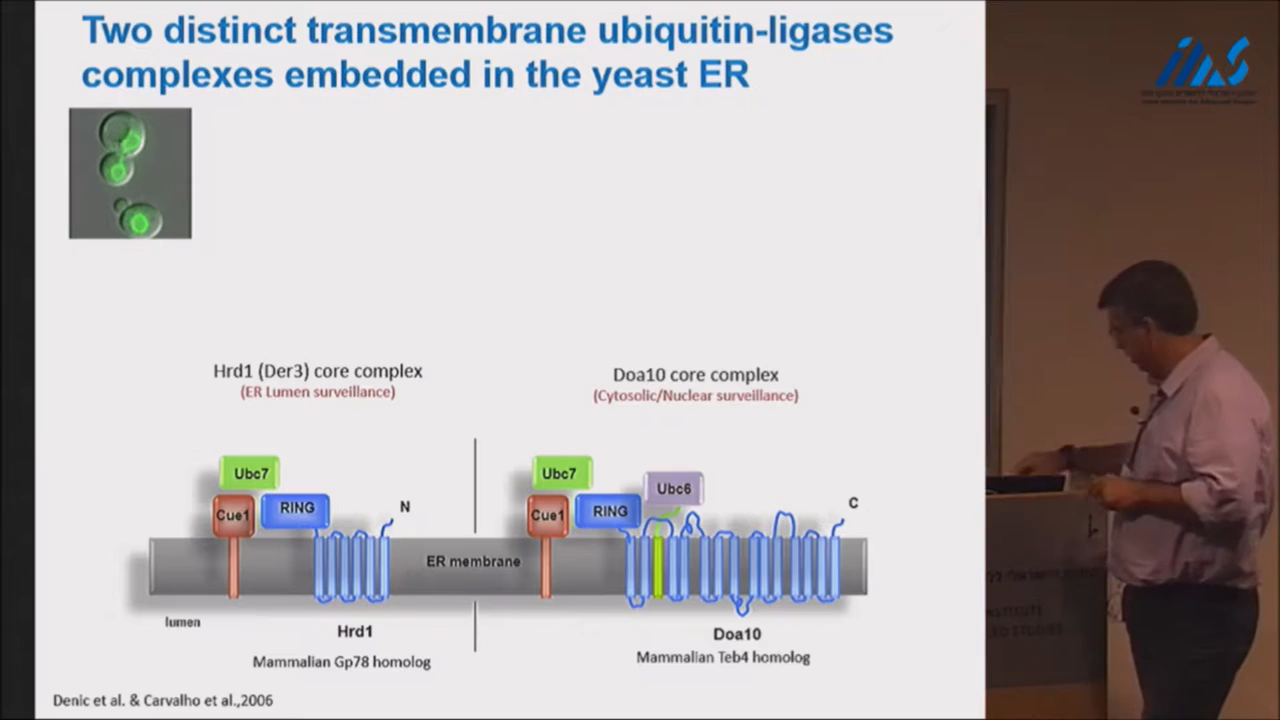 Two distinct transmembrane ubiquitin-ligases
complexes embedded in the yeast ER
Hrd1 (Der3) core complex
(ER Lumen surveillance)
Doa10 core complex
(Cytosolic/Nuclear surveillance)
Ubc7
Cue1
RING
N
Ubc7
Cue1
RING
Ubc6
C
ER membrane
lumen
Hrd1
Mammalian Gp78 homolog
Doa10
Mammalian Teb4 homolog
Denic et al. & Carvalho et al.,2006
IIAS